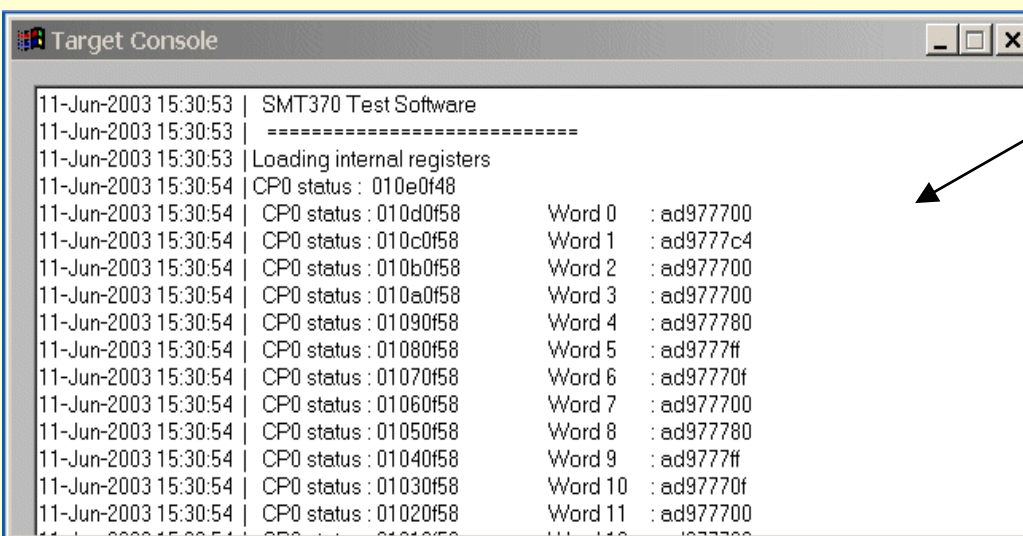 Target Console
11-Jun-2003 15:30:53 | SMT370 Test Software
11-Jun-2003 15:30:53 | ============================
11-Jun-2003 15:30:53 | Loading internal registers
11-Jun-2003 15:30:54 | CP0 status : 010e0f48
11-Jun-2003 15:30:54 | CP0 status : 010d0f58 Word 0 : ad977700
11-Jun-2003 15:30:54 | CP0 status : 010c0f58 Word 1 : ad9777c4
11-Jun-2003 15:30:54 | CP0 status : 010b0f58 Word 2 : ad977700
11-Jun-2003 15:30:54 | CP0 status : 010a0f58 Word 3 : ad977700
11-Jun-2003 15:30:54 | CP0 status : 01090f58 Word 4 : ad977780
11-Jun-2003 15:30:54 | CP0 status : 01080f58 Word 5 : ad9777ff
11-Jun-2003 15:30:54 | CP0 status : 01070f58 Word 6 : ad97770f
11-Jun-2003 15:30:54 | CP0 status : 01060f58 Word 7 : ad977700
11-Jun-2003 15:30:54 | CP0 status : 01050f58 Word 8 : ad977780
11-Jun-2003 15:30:54 | CP0 status : 01040f58 Word 9 : ad9777ff
11-Jun-2003 15:30:54 | CP0 status : 01030f58 Word 10 : ad97770f
11-Jun-2003 15:30:54 | CP0 status : 01020f58 Word 11 : ad977700